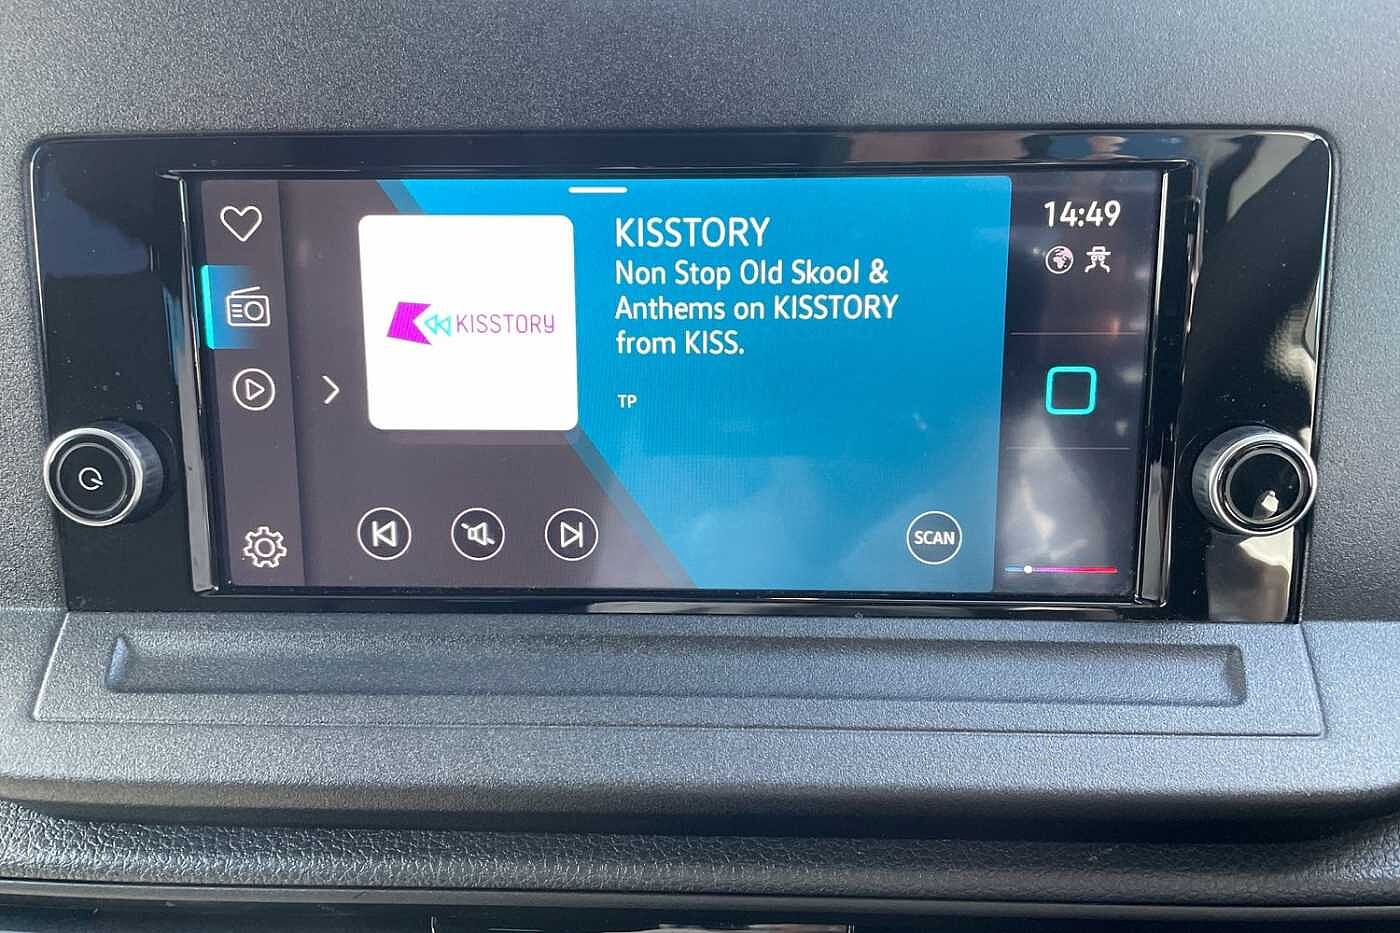 KISSTORY
KISSTORY
Non Stop Old Skool &
Anthems on KISSTORY
from KISS.
TP
SCAN
14:49